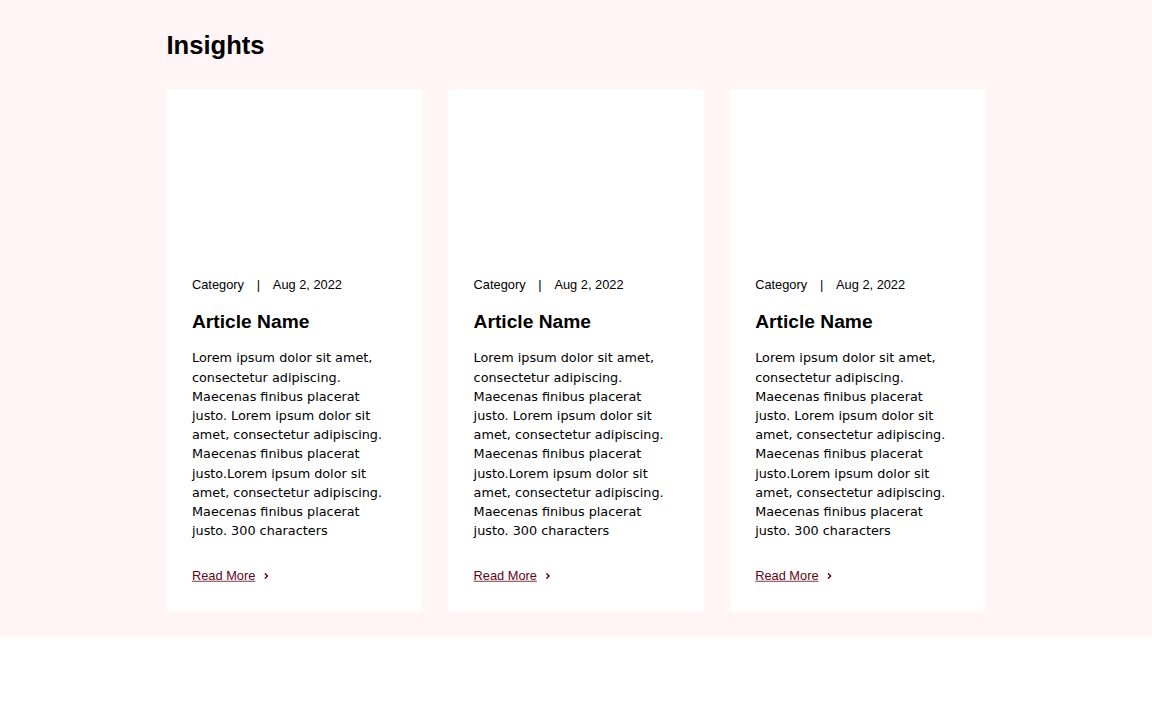 Insights
Category | Aug 2, 2022
Article Name
Lorem ipsum dolor sit amet,
consectetur adipiscing.
Maecenas finibus placerat
justo. Lorem ipsum dolor sit
amet, consectetur adipiscing.
Maecenas finibus placerat
justo.Lorem ipsum dolor sit
amet, consectetur adipiscing.
Maecenas finibus placerat
justo. 300 characters
Read More ›
Category | Aug 2, 2022
Article Name
Lorem ipsum dolor sit amet,
consectetur adipiscing.
Maecenas finibus placerat
justo. Lorem ipsum dolor sit
amet, consectetur adipiscing.
Maecenas finibus placerat
justo.Lorem ipsum dolor sit
amet, consectetur adipiscing.
Maecenas finibus placerat
justo. 300 characters
Read More ›
Category | Aug 2, 2022
Article Name
Lorem ipsum dolor sit amet,
consectetur adipiscing.
Maecenas finibus placerat
justo. Lorem ipsum dolor sit
amet, consectetur adipiscing.
Maecenas finibus placerat
justo.Lorem ipsum dolor sit
amet, consectetur adipiscing.
Maecenas finibus placerat
justo. 300 characters
Read More ›